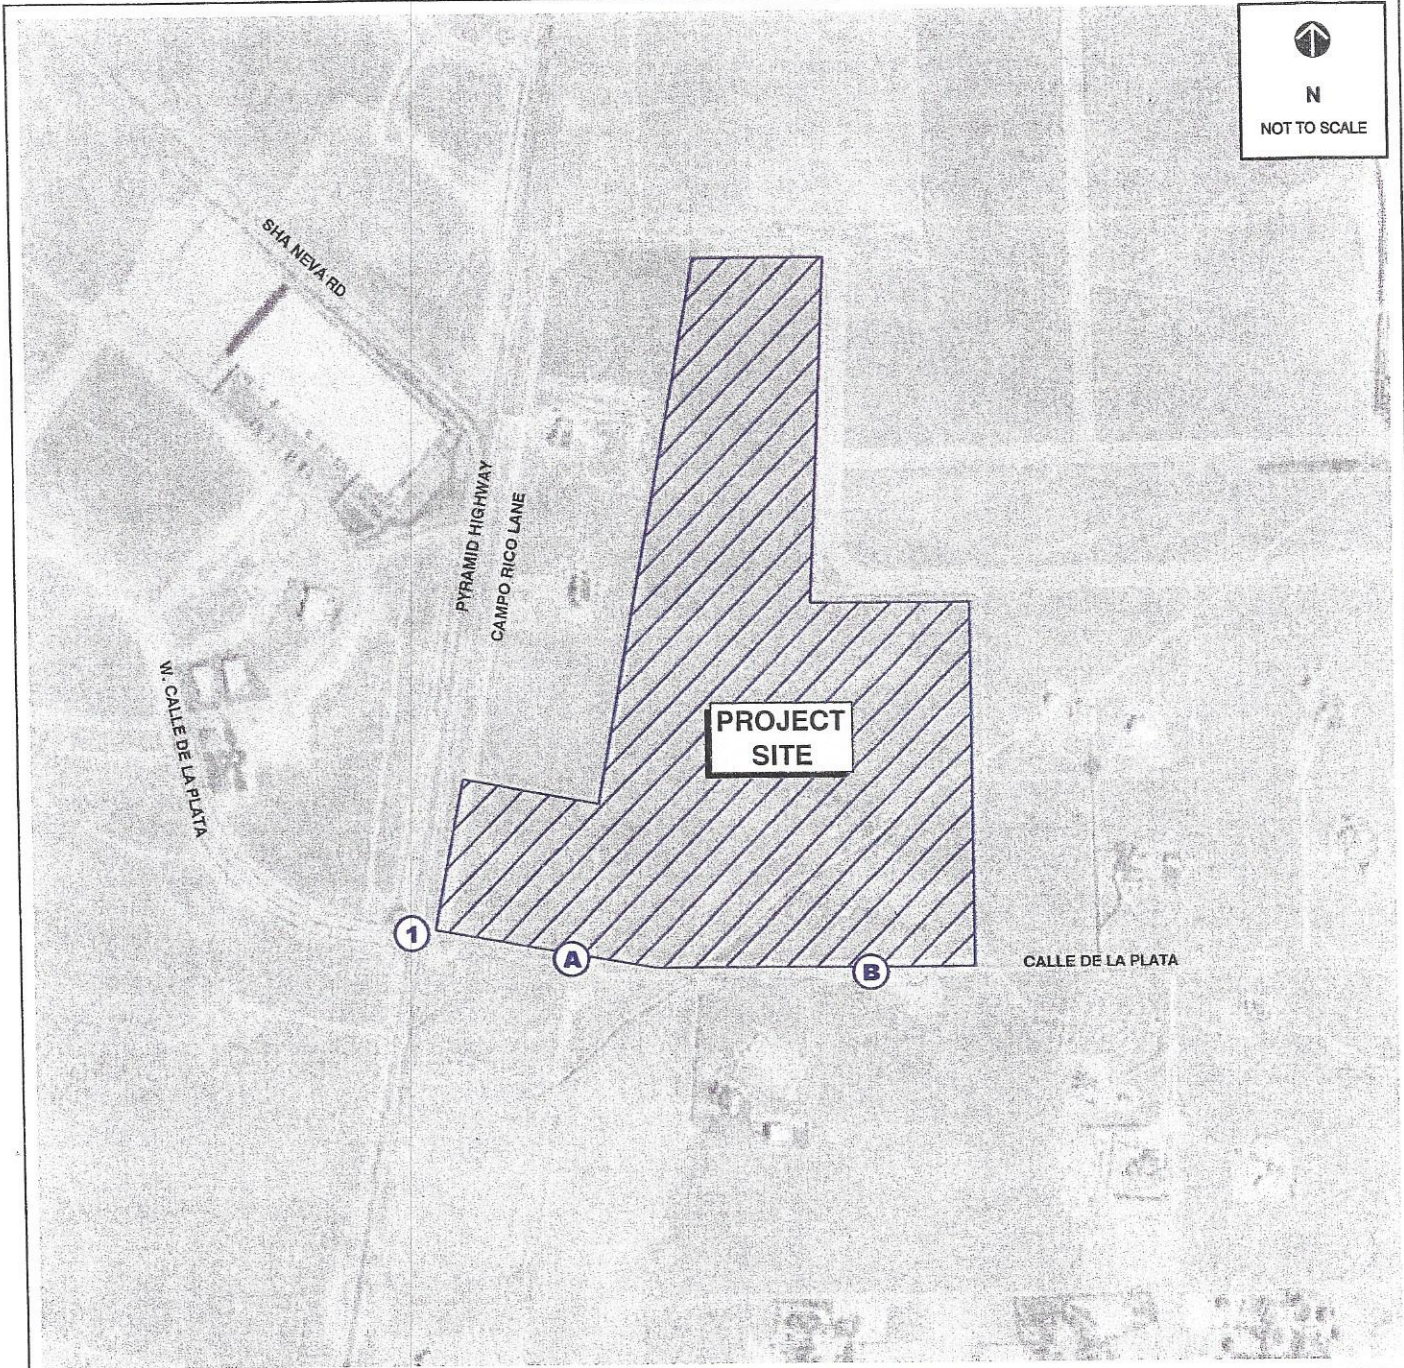 N
NOT TO SCALE
SHA NEVA RD
PYRAMID HIGHWAY
CAMPO RICO LANE
W. CALLE DE LA PLATA
PROJECT
SITE
1
A
B
CALLE DE LA PLATA